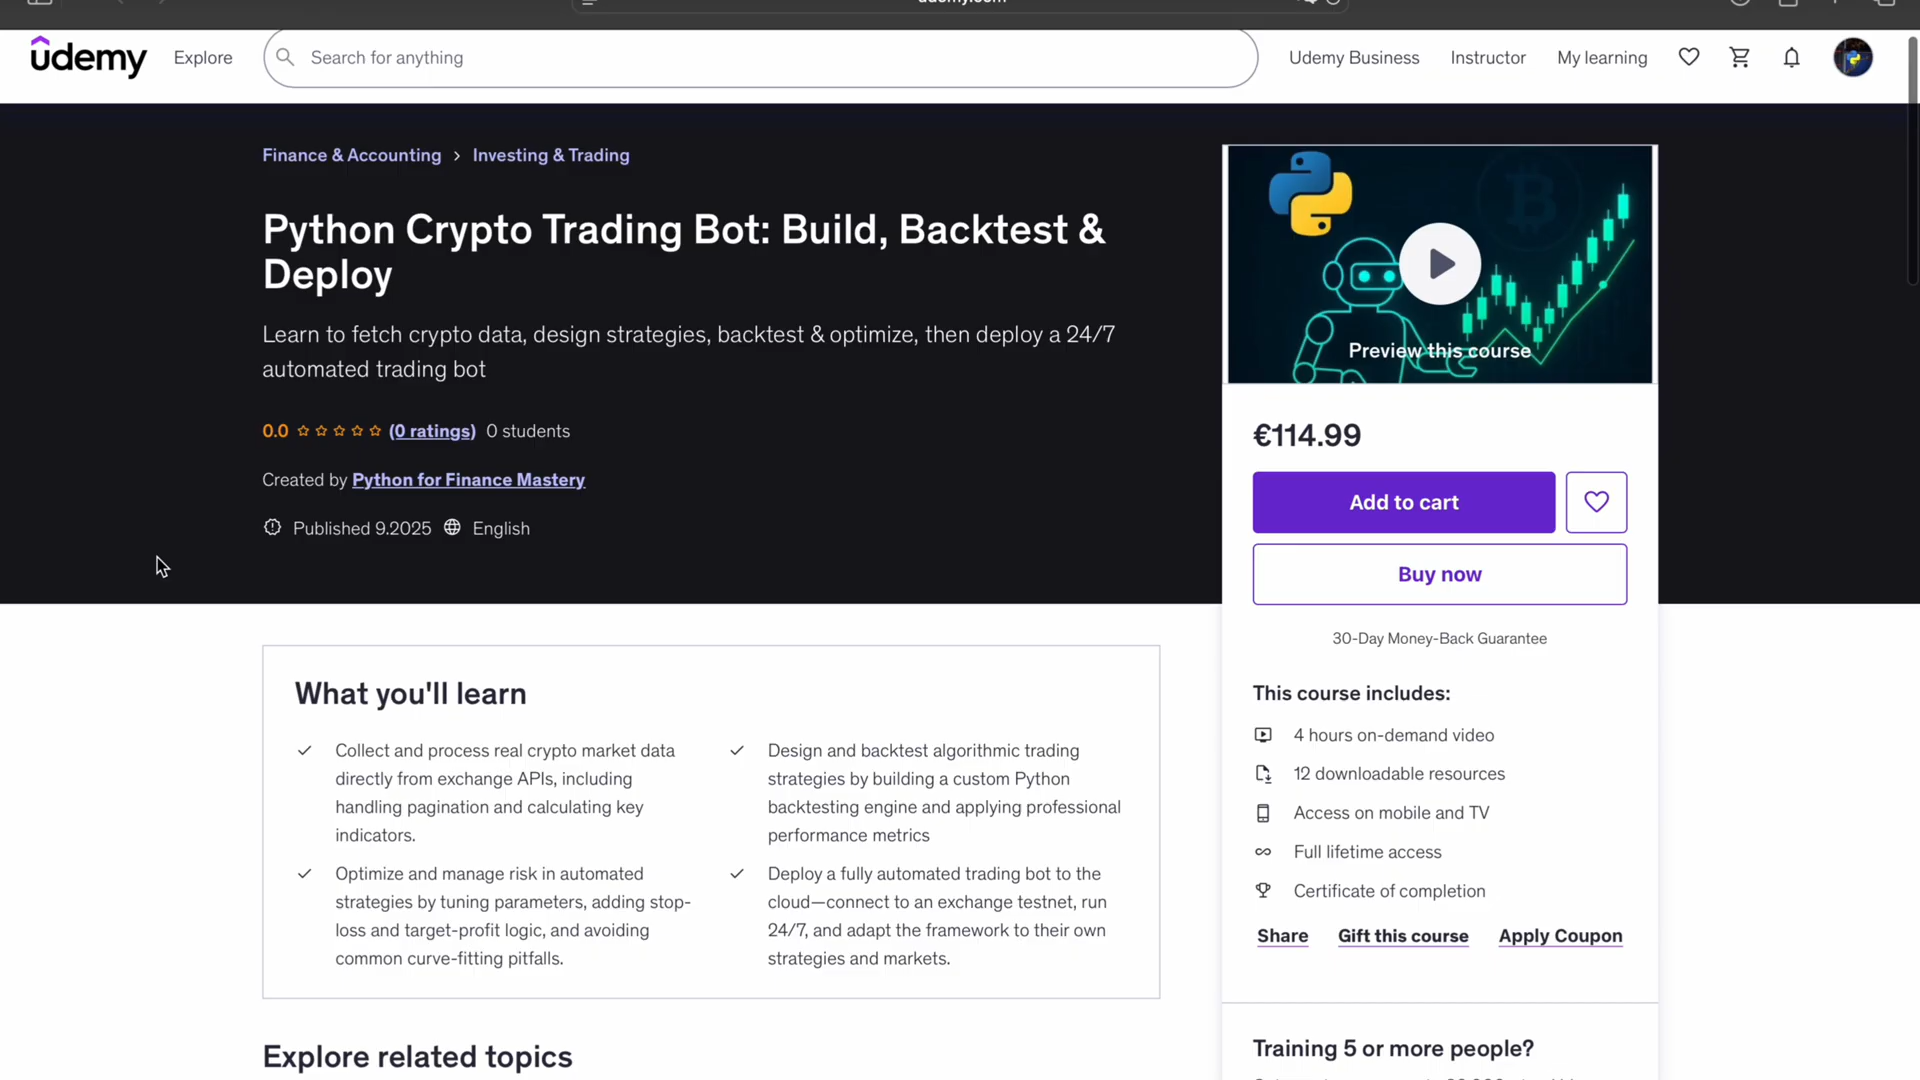 udemy
Explore
Search for anything
Udemy Business
Instructor
My learning
Finance & Accounting
Investing & Trading
Python Crypto Trading Bot: Build, Backtest &
Deploy
Learn to fetch crypto data, design strategies, backtest & optimize, then deploy a 24/7
automated trading bot
0.0
(0 ratings)
0 students
Created by Python for Finance Mastery
Published 9.2025
English
Preview this course
€114.99
Add to cart
Buy now
30-Day Money-Back Guarantee
This course includes:
4 hours on-demand video
12 downloadable resources
Access on mobile and TV
Full lifetime access
Certificate of completion
Share
Gift this course
Apply Coupon
Training 5 or more people?
What you'll learn
Collect and process real crypto market data
directly from exchange APIs, including
handling pagination and calculating key
indicators.
Design and backtest algorithmic trading
strategies by building a custom Python
backtesting engine and applying professional
performance metrics
Optimize and manage risk in automated
strategies by tuning parameters, adding stop-
loss and target-profit logic, and avoiding
common curve-fitting pitfalls.
Deploy a fully automated trading bot to the
cloud—connect to an exchange testnet, run
24/7, and adapt the framework to their own
strategies and markets.
Explore related topics